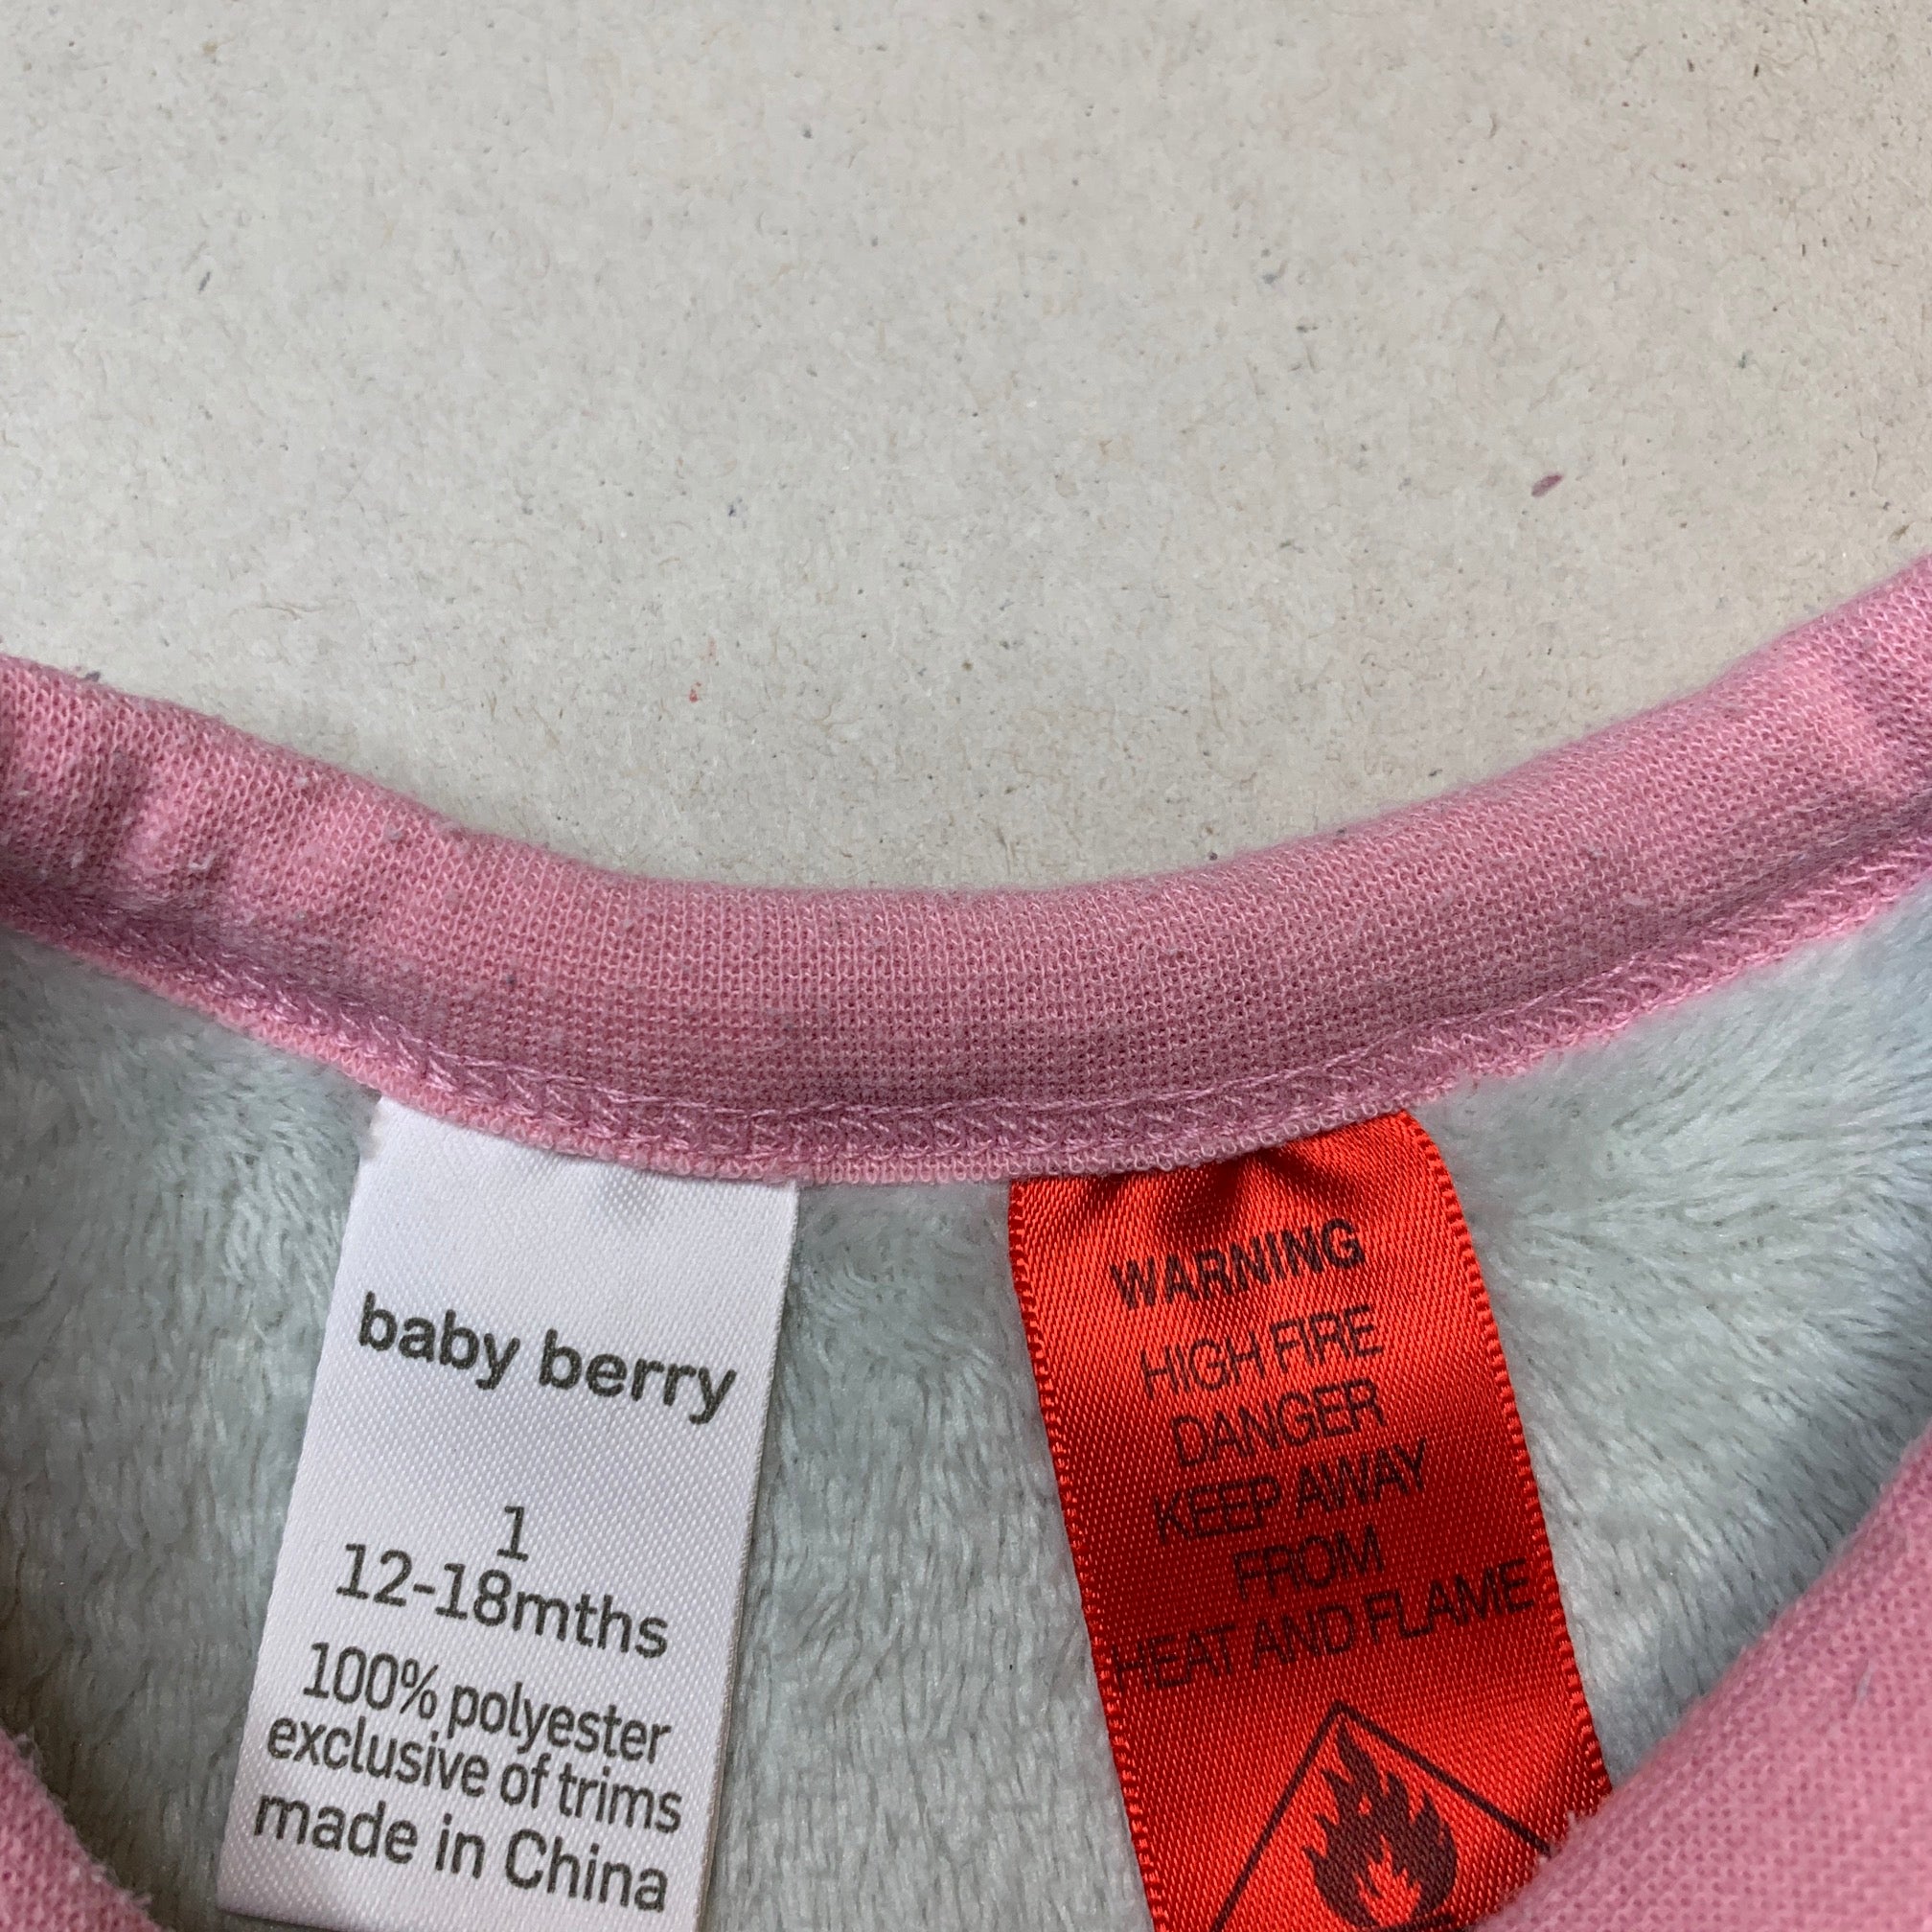 baby berry
1
12-18mths
100% polyester
exclusive of trims
made in China
WARNING
HIGH FIRE
DANGER
KEEP AWAY
FROM
HEAT AND FLAME